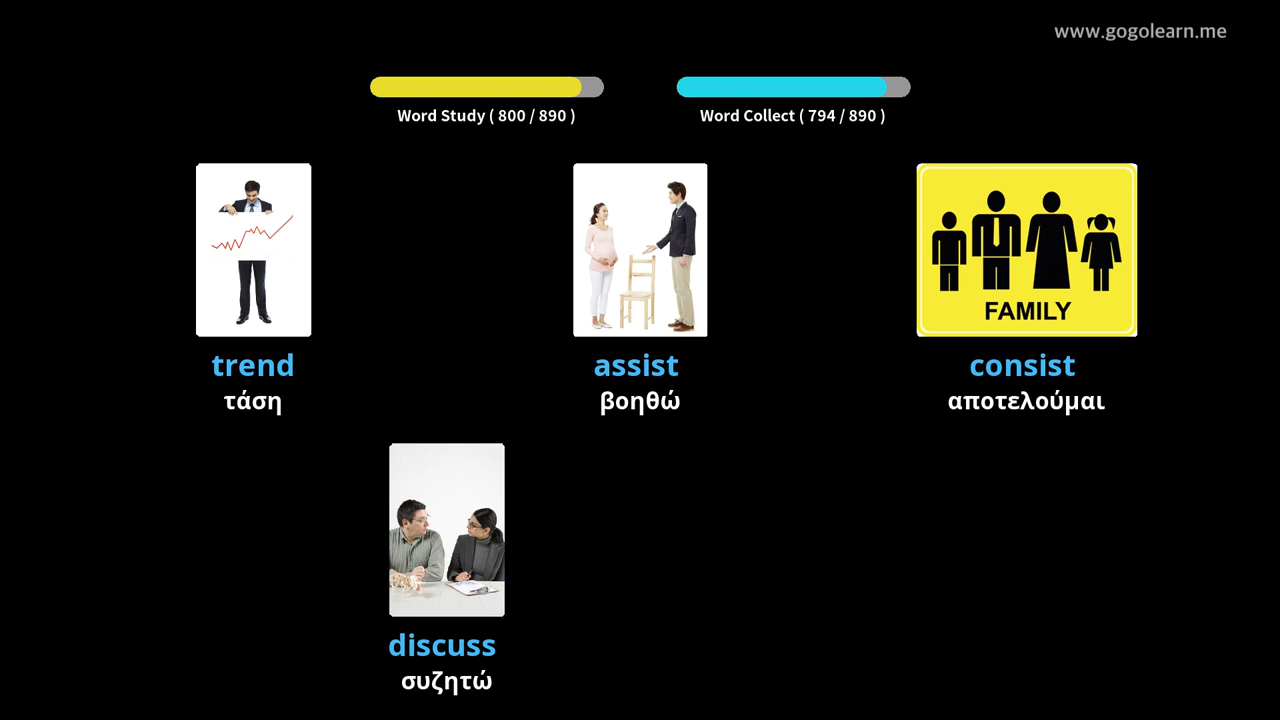 www.gogolearn.me
Word Study ( 800 / 890 )
Word Collect ( 794 / 890 )
FAMILY
trend
assist
consist
τάση
βοηθώ
αποτελούμαι
discuss
συζητώ